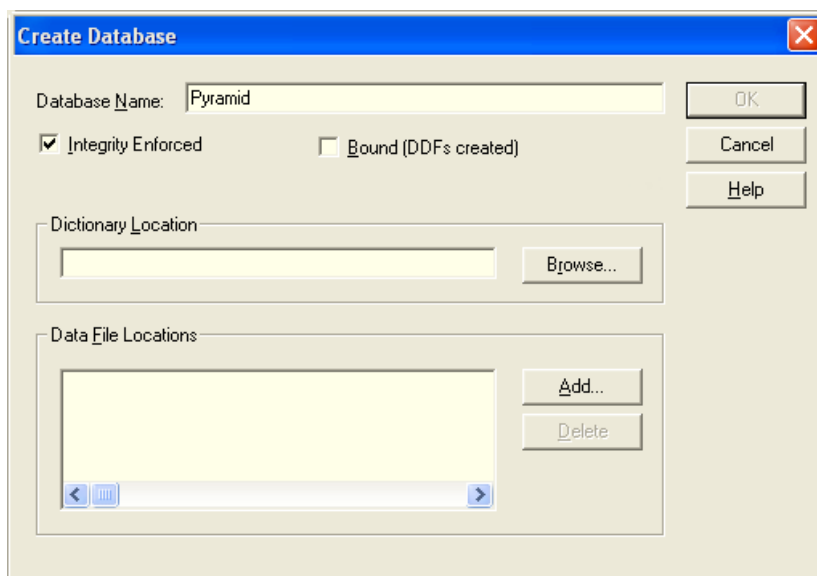 Create Database
Database Name: Pyramid
OK
Integrity Enforced
Bound (DDFs created)
Cancel
Help
Dictionary Location
Browse...
Data File Locations
Add...
Delete